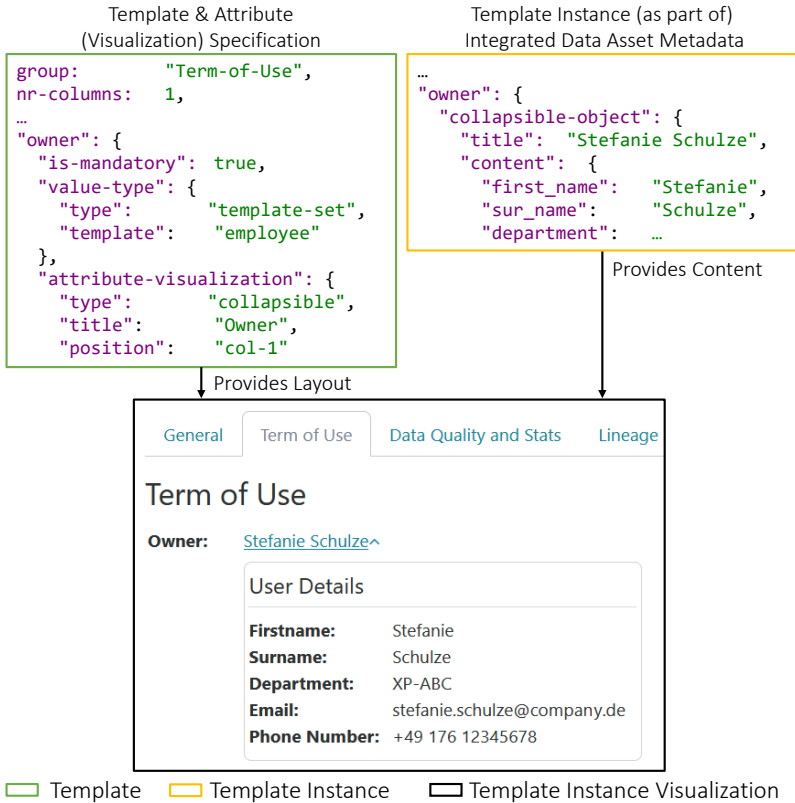 Template & Attribute
(Visualization) Specification
group: "Term-of-Use",
nr-columns: 1,
…
"owner": {
"is-mandatory": true,
"value-type": {
"type": "template-set",
"template": "employee"
},
"attribute-visualization": {
"type": "collapsible",
"title": "Owner",
"position": "col-1"
Template Instance (as part of)
Integrated Data Asset Metadata
…
"owner": {
"collapsible-object": {
"title": "Stefanie Schulze",
"content": {
"first_name": "Stefanie",
"sur_name": "Schulze",
"department": …
Provides Layout
Provides Content
General Term of Use Data Quality and Stats Lineage
Term of Use
Owner: Stefanie Schulze
User Details
Firstname: Stefanie
Surname: Schulze
Department: XP-ABC
Email: stefanie.schulze@company.de
Phone Number: +49 176 12345678
Template Template Instance Template Instance Visualization